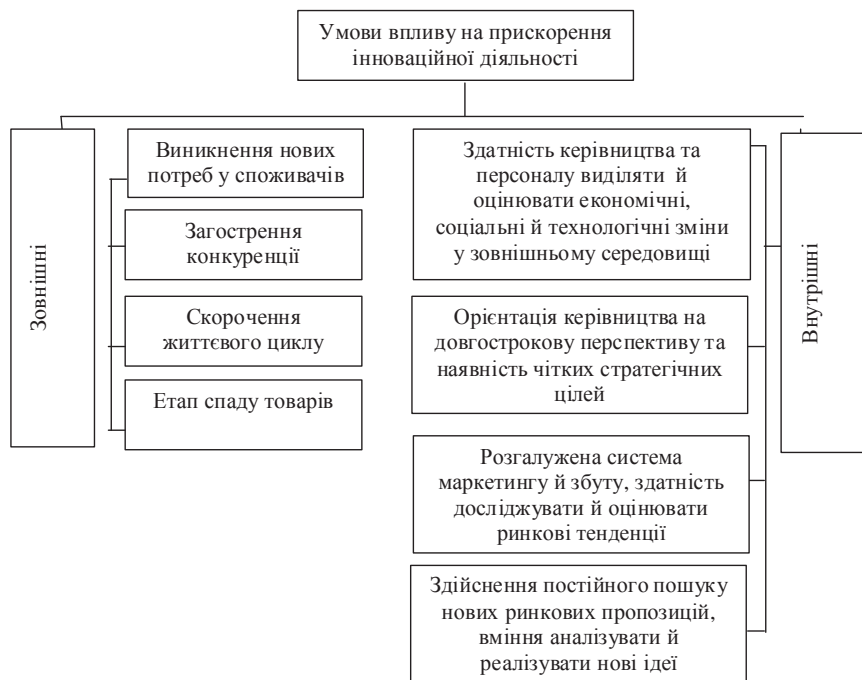 Умови впливу на прискорення
інноваційної діяльності
Зовнішні
Виникнення нових
потреб у споживачів
Загострення
конкуренції
Скорочення
життєвого циклу
Етап спаду товарів
Внутрішні
Здатність керівництва та
персоналу виділяти й
оцінювати економічні,
соціальні й технологічні зміни
у зовнішньому середовищі
Орієнтація керівництва на
довгострокову перспективу та
наявність чітких стратегічних
цілей
Розгалужена система
маркетингу й збуту, здатність
досліджувати й оцінювати
ринкові тенденції
Здійснення постійного пошуку
нових ринкових пропозицій,
вміння аналізувати й
реалізувати нові ідеї